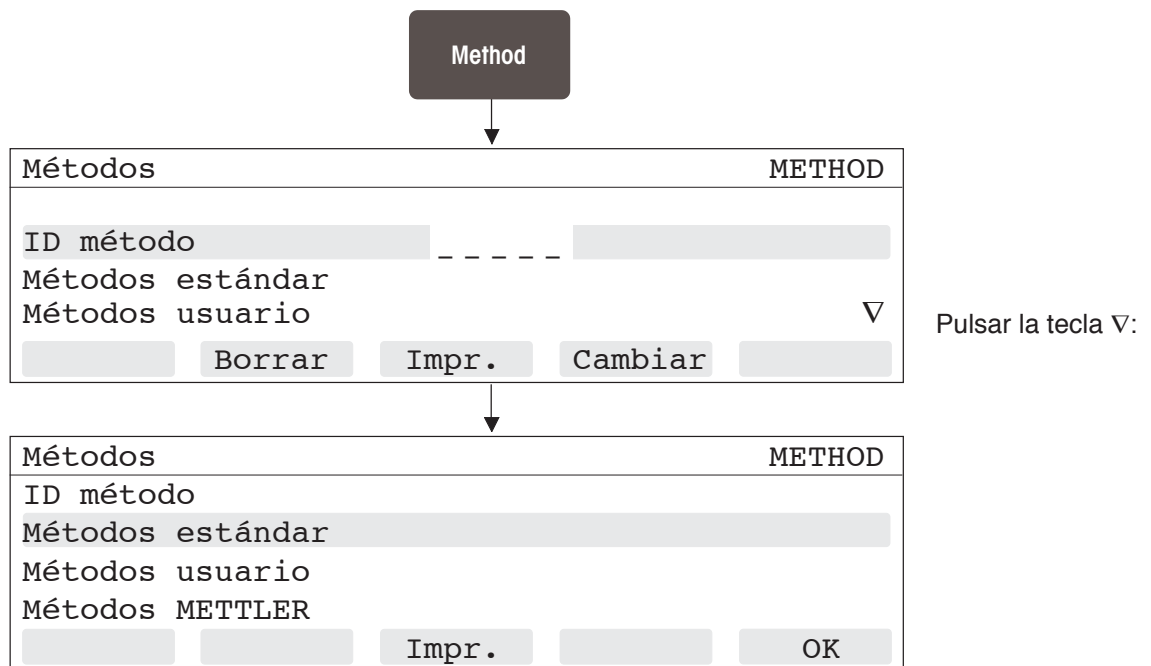 Method
Métodos METHOD
ID método _ _ _ _ _
Métodos estándar
Métodos usuario ∇
Pulsar la tecla ∇:
Borrar Impr. Cambiar
Métodos METHOD
ID método
Métodos estándar
Métodos usuario
Métodos METTLER
Impr. OK